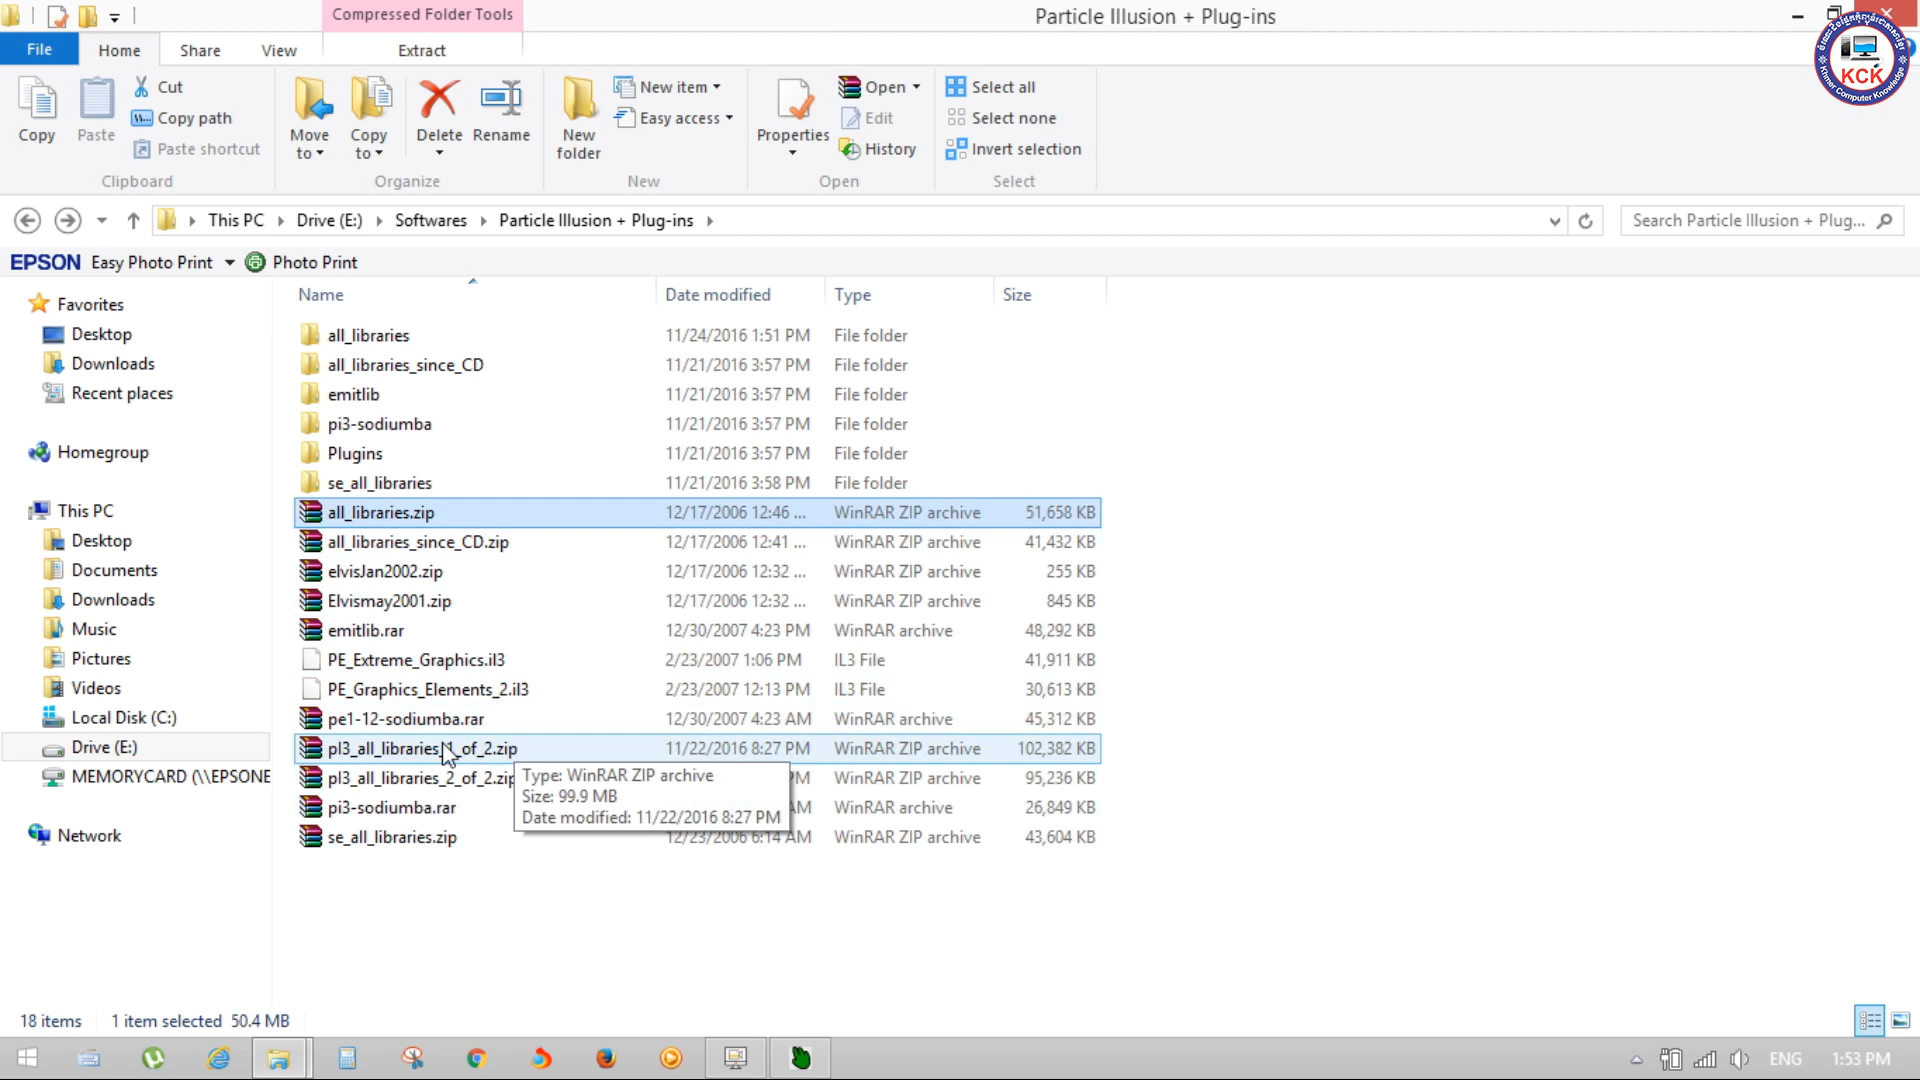 Compressed Folder Tools
Particle Illusion + Plug-ins
File
Home
Share
View
Extract
Copy
Paste
Cut
Copy path
Paste shortcut
Clipboard
Move to
Copy to
Delete
Rename
Organize
New folder
New item
Easy access
New
Properties
Open
Edit
History
Open
Select all
Select none
Invert selection
Select
KCK
Khmer Computer Knowledge
This PC
Drive (E:)
Softwares
Particle Illusion + Plug-ins
Search Particle Illusion + Plug...
EPSON Easy Photo Print
Photo Print
Favorites
Desktop
Downloads
Recent places
Homegroup
This PC
Desktop
Documents
Downloads
Music
Pictures
Videos
Local Disk (C:)
Drive (E:)
MEMORYCARD (\\EPSONE
Network
Name Date modified Type Size
all_libraries 11/24/2016 1:51 PM File folder
all_libraries_since_CD 11/21/2016 3:57 PM File folder
emitlib 11/21/2016 3:57 PM File folder
pi3-sodiumba 11/21/2016 3:57 PM File folder
Plugins 11/21/2016 3:57 PM File folder
se_all_libraries 11/21/2016 3:58 PM File folder
all_libraries.zip 12/17/2006 12:46 ... WinRAR ZIP archive 51,658 KB
all_libraries_since_CD.zip 12/17/2006 12:41 ... WinRAR ZIP archive 41,432 KB
elvisJan2002.zip 12/17/2006 12:32 ... WinRAR ZIP archive 255 KB
Elvismay2001.zip 12/17/2006 12:32 ... WinRAR ZIP archive 845 KB
emitlib.rar 12/30/2007 4:23 PM WinRAR archive 48,292 KB
PE_Extreme_Graphics.il3 2/23/2007 1:06 PM IL3 File 41,911 KB
PE_Graphics_Elements_2.il3 2/23/2007 12:13 PM IL3 File 30,613 KB
pe1-12-sodiumba.rar 12/30/2007 4:23 AM WinRAR archive 45,312 KB
pI3_all_libraries_1_of_2.zip 11/22/2016 8:27 PM WinRAR ZIP archive 102,382 KB
pI3_all_libraries_2_of_2.zip PM WinRAR ZIP archive 95,236 KB
pi3-sodiumba.rar AM WinRAR archive 26,849 KB
se_all_libraries.zip 12/23/2006 6:14 AM WinRAR ZIP archive 43,604 KB
Type: WinRAR ZIP archive
Size: 99.9 MB
Date modified: 11/22/2016 8:27 PM
18 items 1 item selected 50.4 MB
ENG 1:53 PM